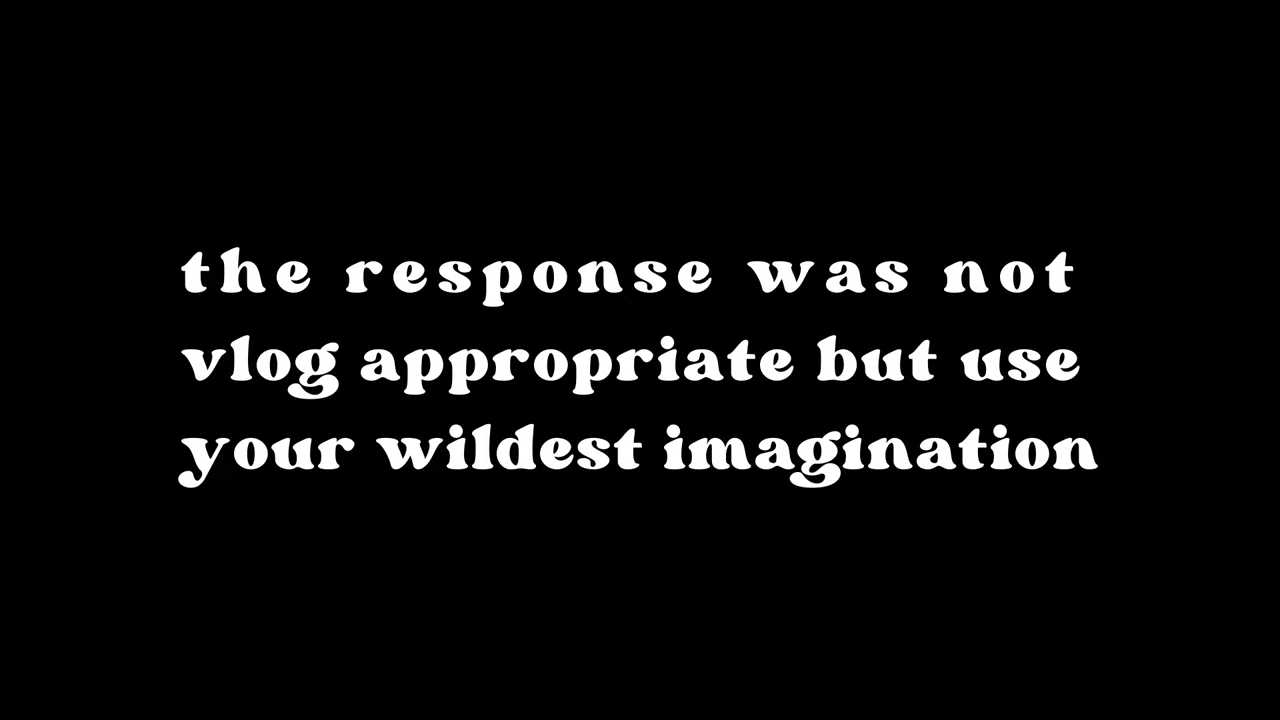 the response was not
vlog appropriate but use
your wildest imagination